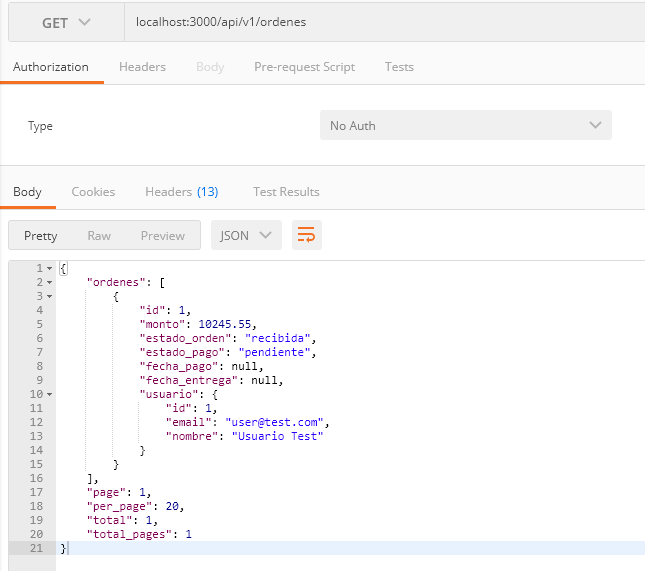 GET localhost:3000/api/v1/ordenes
Authorization Headers Body Pre-request Script Tests
Type No Auth
Body Cookies Headers (13) Test Results
Pretty Raw Preview JSON
1 {
2 "ordenes": [
3 {
4 "id": 1,
5 "monto": 10245.55,
6 "estado_orden": "recibida",
7 "estado_pago": "pendiente",
8 "fecha_pago": null,
9 "fecha_entrega": null,
10 "usuario": {
11 "id": 1,
12 "email": "user@test.com",
13 "nombre": "Usuario Test"
14 }
15 }
16 ],
17 "page": 1,
18 "per_page": 20,
19 "total": 1,
20 "total_pages": 1
21 }